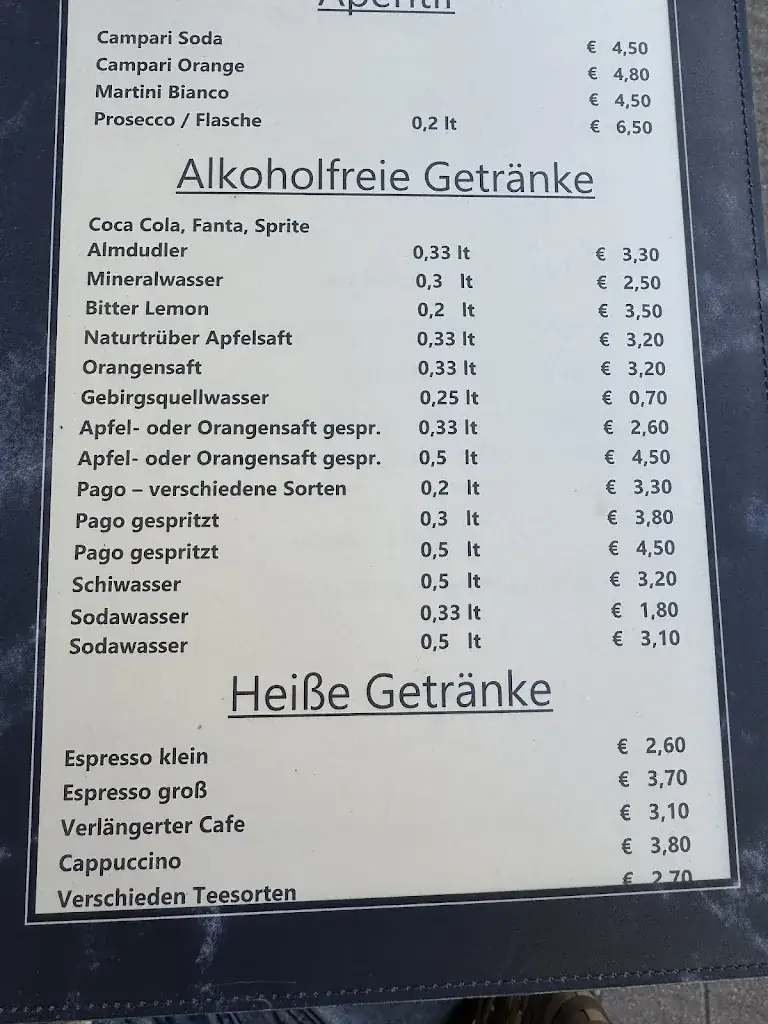 Aperitif
Campari Soda € 4,50
Campari Orange € 4,80
Martini Bianco € 4,50
Prosecco / Flasche 0,2 lt € 6,50
Alkoholfreie Getränke
Coca Cola, Fanta, Sprite
Almdudler 0,33 lt € 3,30
Mineralwasser 0,3 lt € 2,50
Bitter Lemon 0,2 lt € 3,50
Naturtrüber Apfelsaft 0,33 lt € 3,20
Orangensaft 0,33 lt € 3,20
Gebirgsquellwasser 0,25 lt € 0,70
Apfel- oder Orangensaft gespr. 0,33 lt € 2,60
Apfel- oder Orangensaft gespr. 0,5 lt € 4,50
Pago – verschiedene Sorten 0,2 lt € 3,30
Pago gespritzt 0,3 lt € 3,80
Pago gespritzt 0,5 lt € 4,50
Schiwasser 0,5 lt € 3,20
Sodawasser 0,33 lt € 1,80
Sodawasser 0,5 lt € 3,10
Heiße Getränke
Espresso klein € 2,60
Espresso groß € 3,70
Verlängerter Cafe € 3,10
Cappuccino € 3,80
Verschieden Teesorten € 2,70